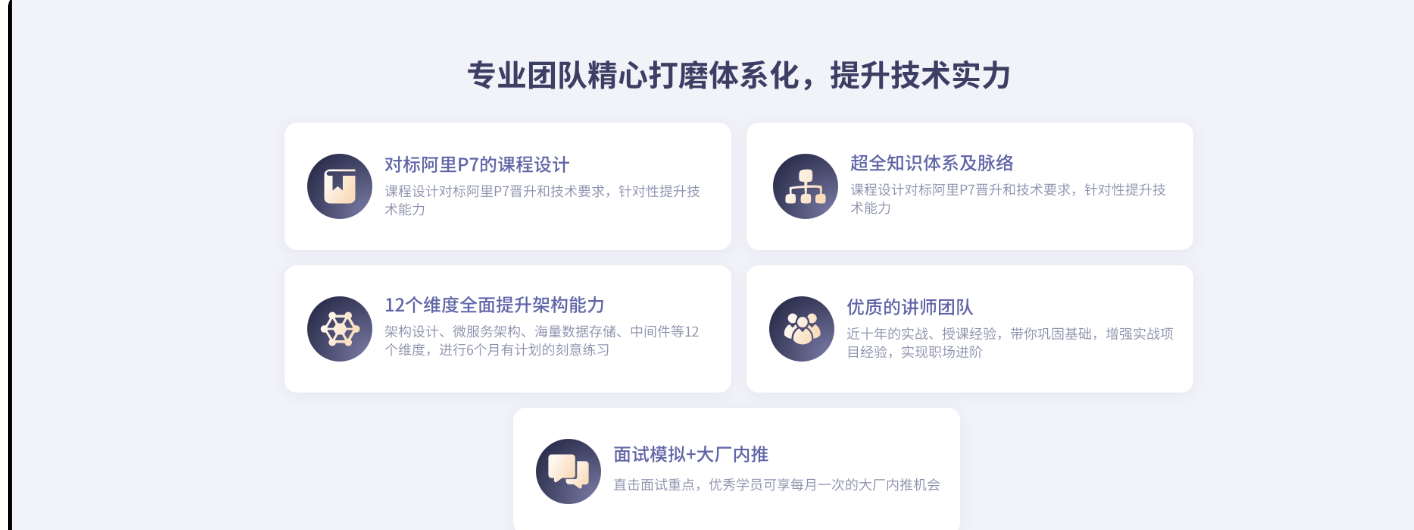 专业团队精心打磨体系化，提升技术实力
对标阿里P7的课程设计
课程设计对标阿里P7晋升和技术要求，针对性提升技
术能力
超全知识体系及脉络
课程设计对标阿里P7晋升和技术要求，针对性提升技
术能力
12个维度全面提升架构能力
架构设计、微服务架构、海量数据存储、中间件等12
个维度，进行6个月有计划的刻意练习
优质的讲师团队
近十年的实战、授课经验，带你巩固基础，增强实战项
目经验，实现职场进阶
面试模拟+大厂内推
直击面试重点，优秀学员可享每月一次的大厂内推机会